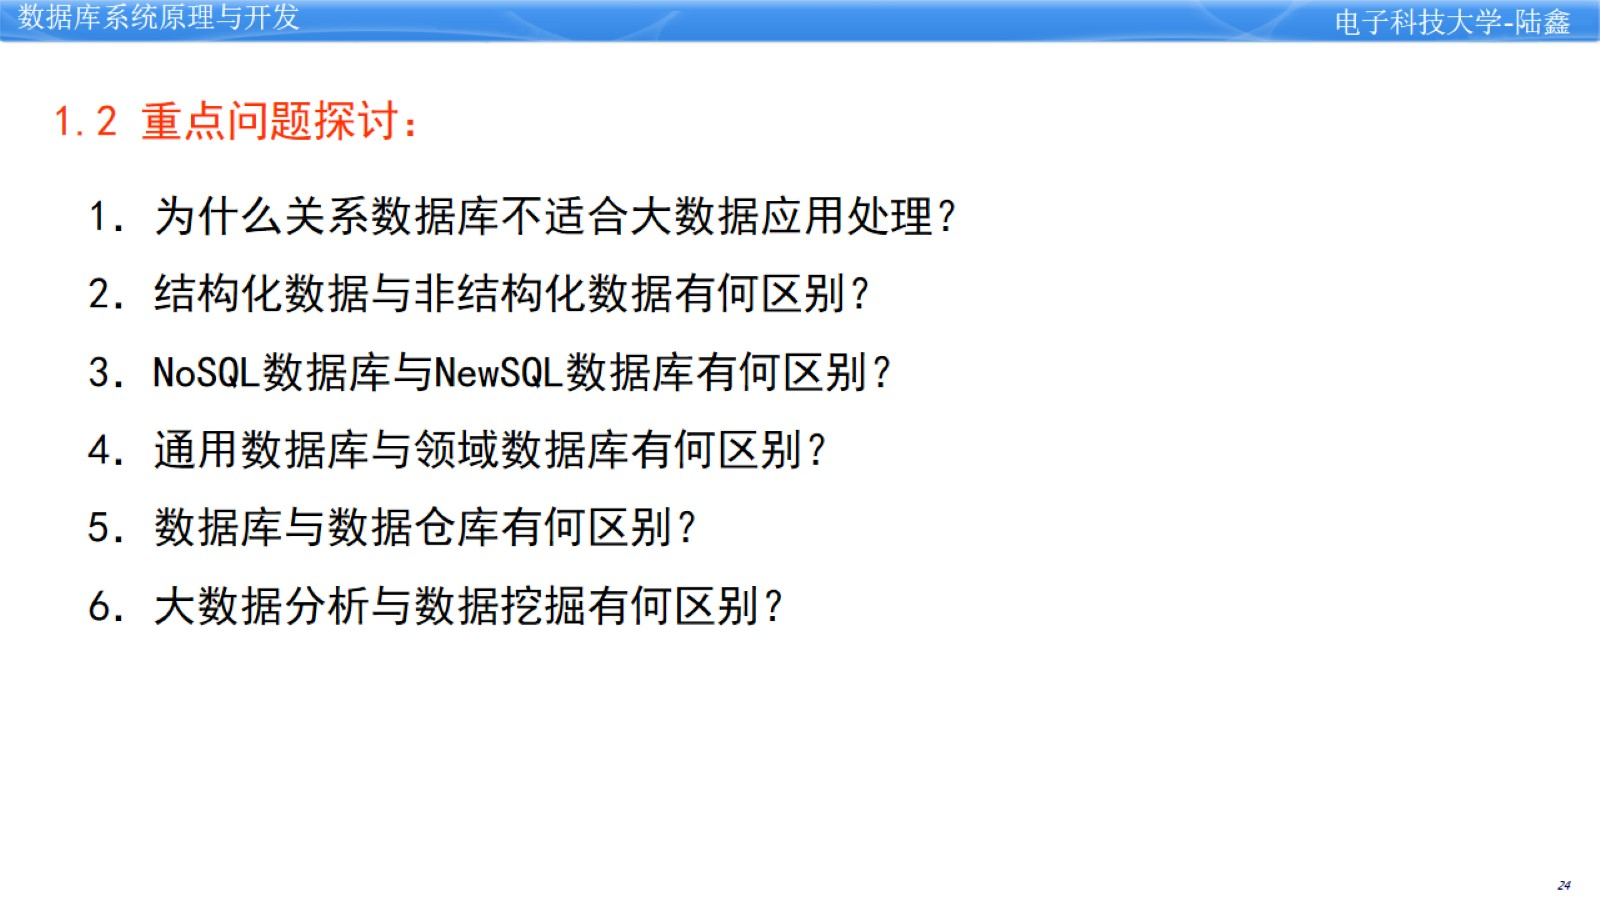 数据库系统原理与开发
电子科技大学-陆鑫
1.2 重点问题探讨:
1. 为什么关系数据库不适合大数据应用处理?
2. 结构化数据与非结构化数据有何区别?
3. NoSQL数据库与NewSQL数据库有何区别?
4. 通用数据库与领域数据库有何区别?
5. 数据库与数据仓库有何区别?
6. 大数据分析与数据挖掘有何区别?
24